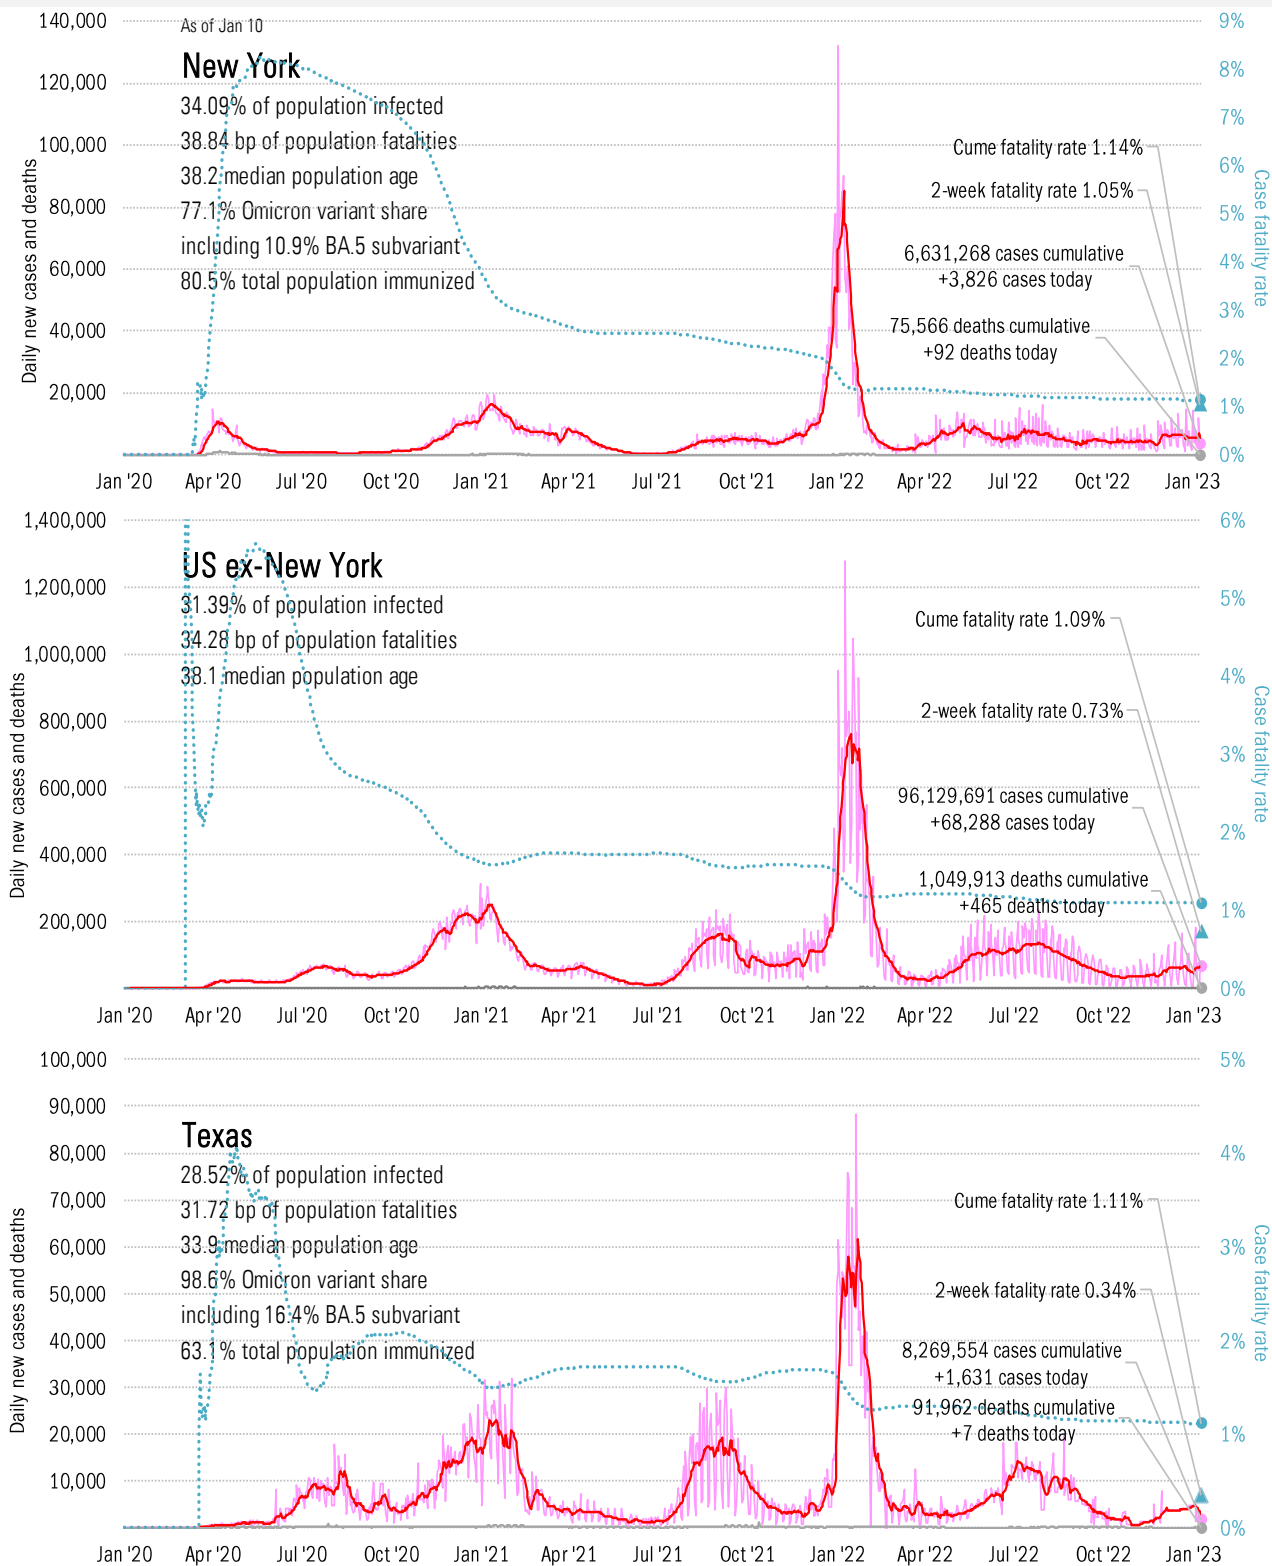 140,000
As of Jan 10
9%
New York
120,000
8%
34.09% of population infected
7%
100,000
38.84 bp of population fatalities
Cume fatality rate 1.14%
6%
38.2 median population age
2-week fatality rate 1.05%
80,000
77.1% Omicron variant share
5%
including 10.9% BA.5 subvariant
60,000
6,631,268 cases cumulative
+3,826 cases today
4%
80.5% total population immunized
3%
40,000
75,566 deaths cumulative
+92 deaths today
2%
20,000
1%
0%
Daily new cases and deaths
Case fatality rate
Jan '20 Apr '20 Jul '20 Oct '20 Jan '21 Apr '21 Jul '21 Oct '21 Jan '22 Apr '22 Jul '22 Oct '22 Jan '23
1,400,000
6%
US ex-New York
1,200,000
5%
31.39% of population infected
Cume fatality rate 1.09%
34.28 bp of population fatalities
1,000,000
38.1 median population age
4%
800,000
2-week fatality rate 0.73%
3%
600,000
96,129,691 cases cumulative
+68,288 cases today
2%
400,000
1,049,913 deaths cumulative
+465 deaths today
200,000
1%
0%
Daily new cases and deaths
Case fatality rate
Jan '20 Apr '20 Jul '20 Oct '20 Jan '21 Apr '21 Jul '21 Oct '21 Jan '22 Apr '22 Jul '22 Oct '22 Jan '23
100,000
5%
90,000
Texas
80,000
4%
28.52% of population infected
70,000
Cume fatality rate 1.11%
31.72 bp of population fatalities
33.9 median population age
60,000
3%
98.6% Omicron variant share
50,000
2-week fatality rate 0.34%
including 16.4% BA.5 subvariant
40,000
2%
63.1% total population immunized
8,269,554 cases cumulative
+1,631 cases today
30,000
91,962 deaths cumulative
+7 deaths today
20,000
1%
10,000
0%
Daily new cases and deaths
Case fatality rate
Jan '20 Apr '20 Jul '20 Oct '20 Jan '21 Apr '21 Jul '21 Oct '21 Jan '22 Apr '22 Jul '22 Oct '22 Jan '23